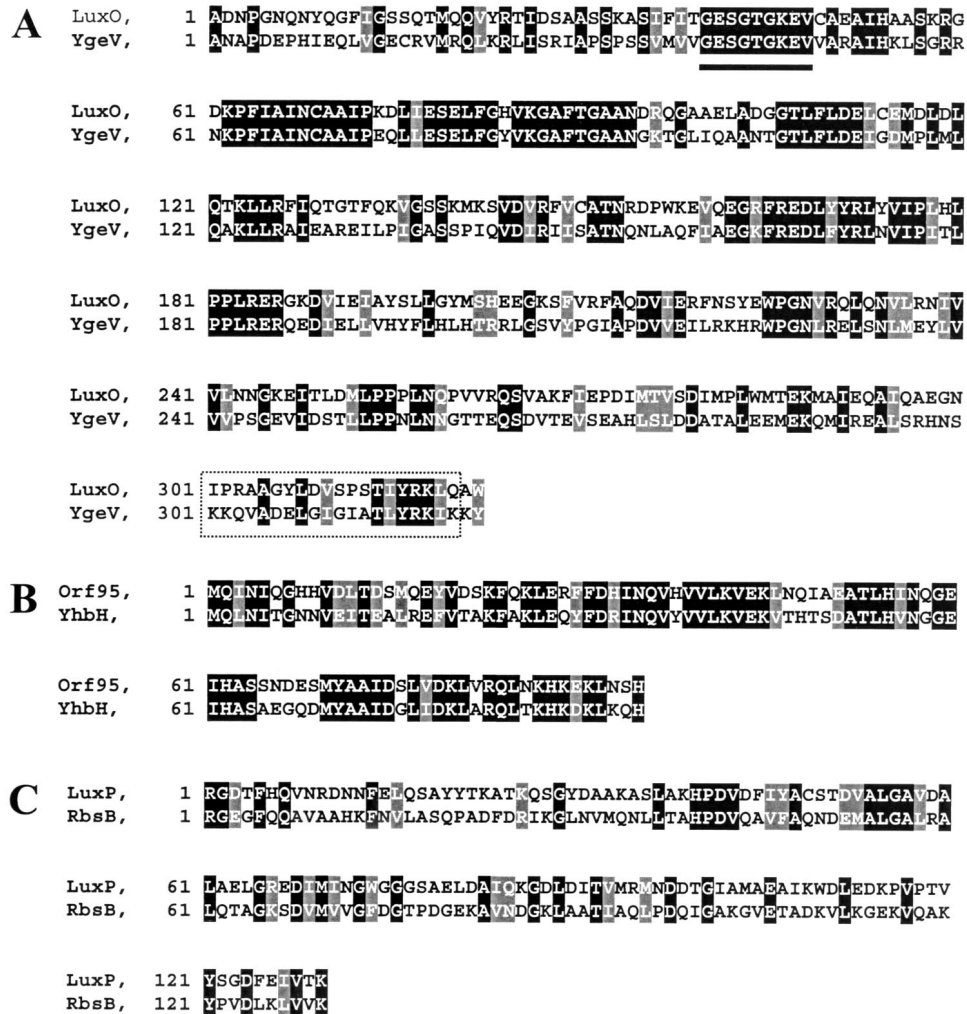 A
LuxO, 1 ADNPGNQNYQGFIGSSQTMQQVYRTIDSAASSKASIFITGESGTGKEVCAEAIHAASKRG
YgeV, 1 ANAPDEPHIEQLVGECRVMRQLKRLISRIAPSPSSVMVVGESGTGKEVVARAIHKLSGRR
LuxO, 61 DKPFIAINCAAIPKDLIESELFGHVKGAFTGAANDRQGAAELADGGTLFLDELCEMDLDL
YgeV, 61 NKPFIAINCAAIPEQLLESELFGYVKGAFTGAANGKTGLIQAANTGTLFLDEIGDMPLML
LuxO, 121 QTKLLRFIQTGTFQKVGSSKMKSVDVRFVCATNRDPWKEVQEGRFREDLYYRLYVIPLHL
YgeV, 121 QAKLLRAIEAREILPIGASSPIQVDIRIISATNQNLAQFIAEGKFREDLFYRLNVIPITL
LuxO, 181 PPLRERGKDVIEIAYSLLGYMSHEEGKSFVRFAQDVIERFNSYEWPGNVRQLQNVLRNIV
YgeV, 181 PPLRERQEDIELLVHYFLHLHTRRLGSVYPGIAPDVVEILRKHRWPGNLRELSNLMEYLV
LuxO, 241 VLNNGKEITLDMLPPPLNQPVVRQSVAKFIEPDIMTVSDIMPLWMTEKMAIEQAIQAEGN
YgeV, 241 VVPSGEVIDSTLLPPNLNNGTTEQSDVTEVSEAHLSLDDATALEEMEKQMIREALSRHNS
LuxO, 301 IPRAAGYLDVSPSTIYRKLQAW
YgeV, 301 KKQVADELGIGIATLYRKIKKY
B
Orf95, 1 MQINIQGHHVDLTDSMQEYVDSKFQKLERFFDHINQVHVVLKVEKLNQIAEATLHINQGE
YhbH, 1 MQLNITGNNVEITEALREFVTAKFAKLEQYFDRINQVYVVLKVEKVTHTSDATLHVNGGE
Orf95, 61 IHASSNDESMYAAIDSLVDKLVRQLNKHKEKLNSH
YhbH, 61 IHASAEGQDMYAAIDGLIDKLARQLTKHKDKLKQH
C
LuxP, 1 RGDTFHQVNRDNNFELQSAYYTKATKQSGYDAAKASLAKHPDVDFIYACSTDVALGAVDA
RbsB, 1 RGEGFQQAVAAHKFNVLASQPADFDRIKGLNVMQNLLTAHPDVQAVFAQNDEMALGALRA
LuxP, 61 LAELGREDIMINGWGGGSAELDAIQKGDLDITVMRMNDDTGIAMAEAIKWDLEDKPVPTV
RbsB, 61 LQTAGKSDVMVVGFDGTPDGEKAVNDGKLAATIAQLPDQIGAKGVETADKVLKGEKVQAK
LuxP, 121 YSGDFEIVTK
RbsB, 121 YPVDLKLVVK